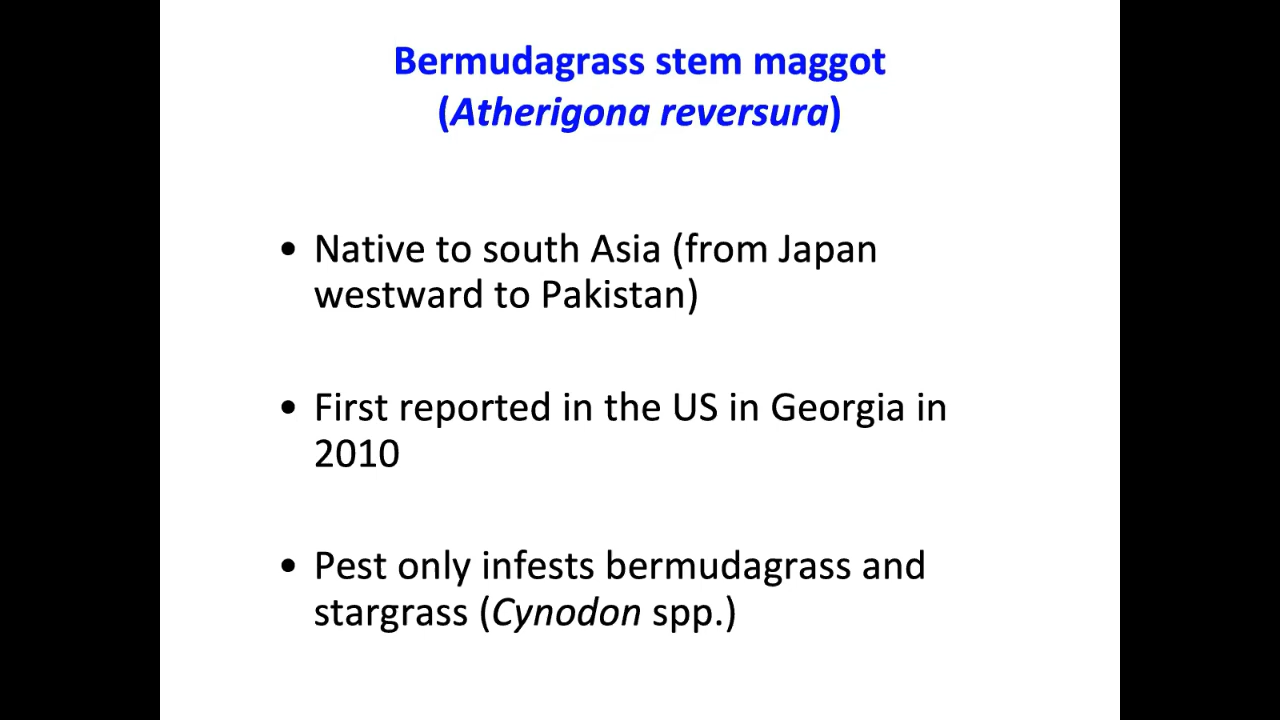 Bermudagrass stem maggot
(Atherigona reversura)
• Native to south Asia (from Japan
westward to Pakistan)
• First reported in the US in Georgia in
2010
• Pest only infests bermudagrass and
stargrass (Cynodon spp.)